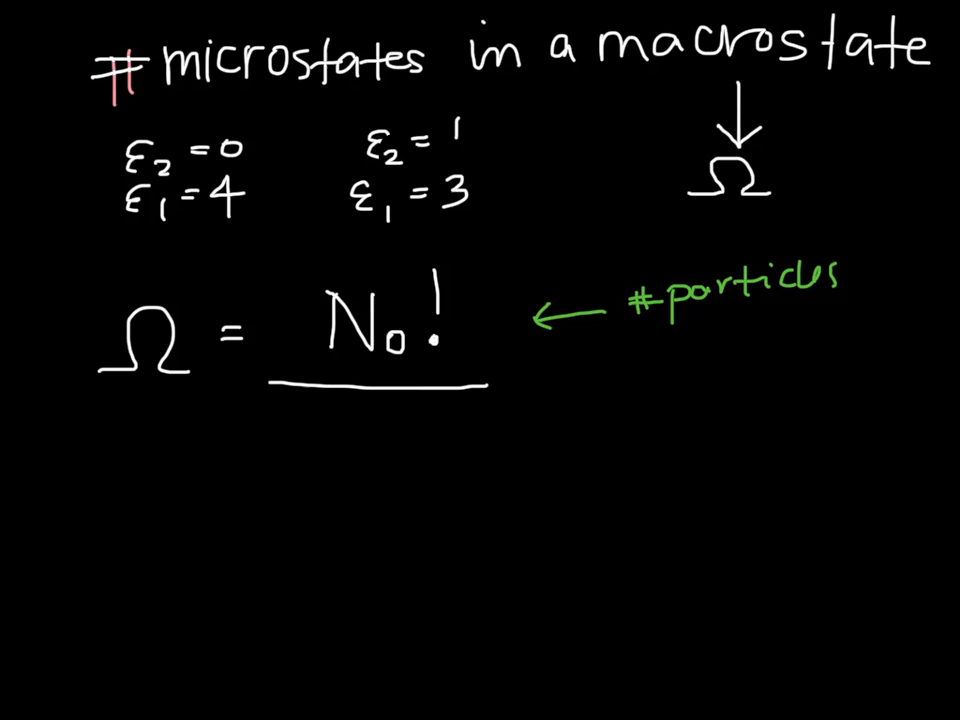 # microstates in a macrostate
ε₂ = 0 ε₂ = 1
ε₁ = 4 ε₁ = 3
↓
Ω
Ω = N₀! ← #particles